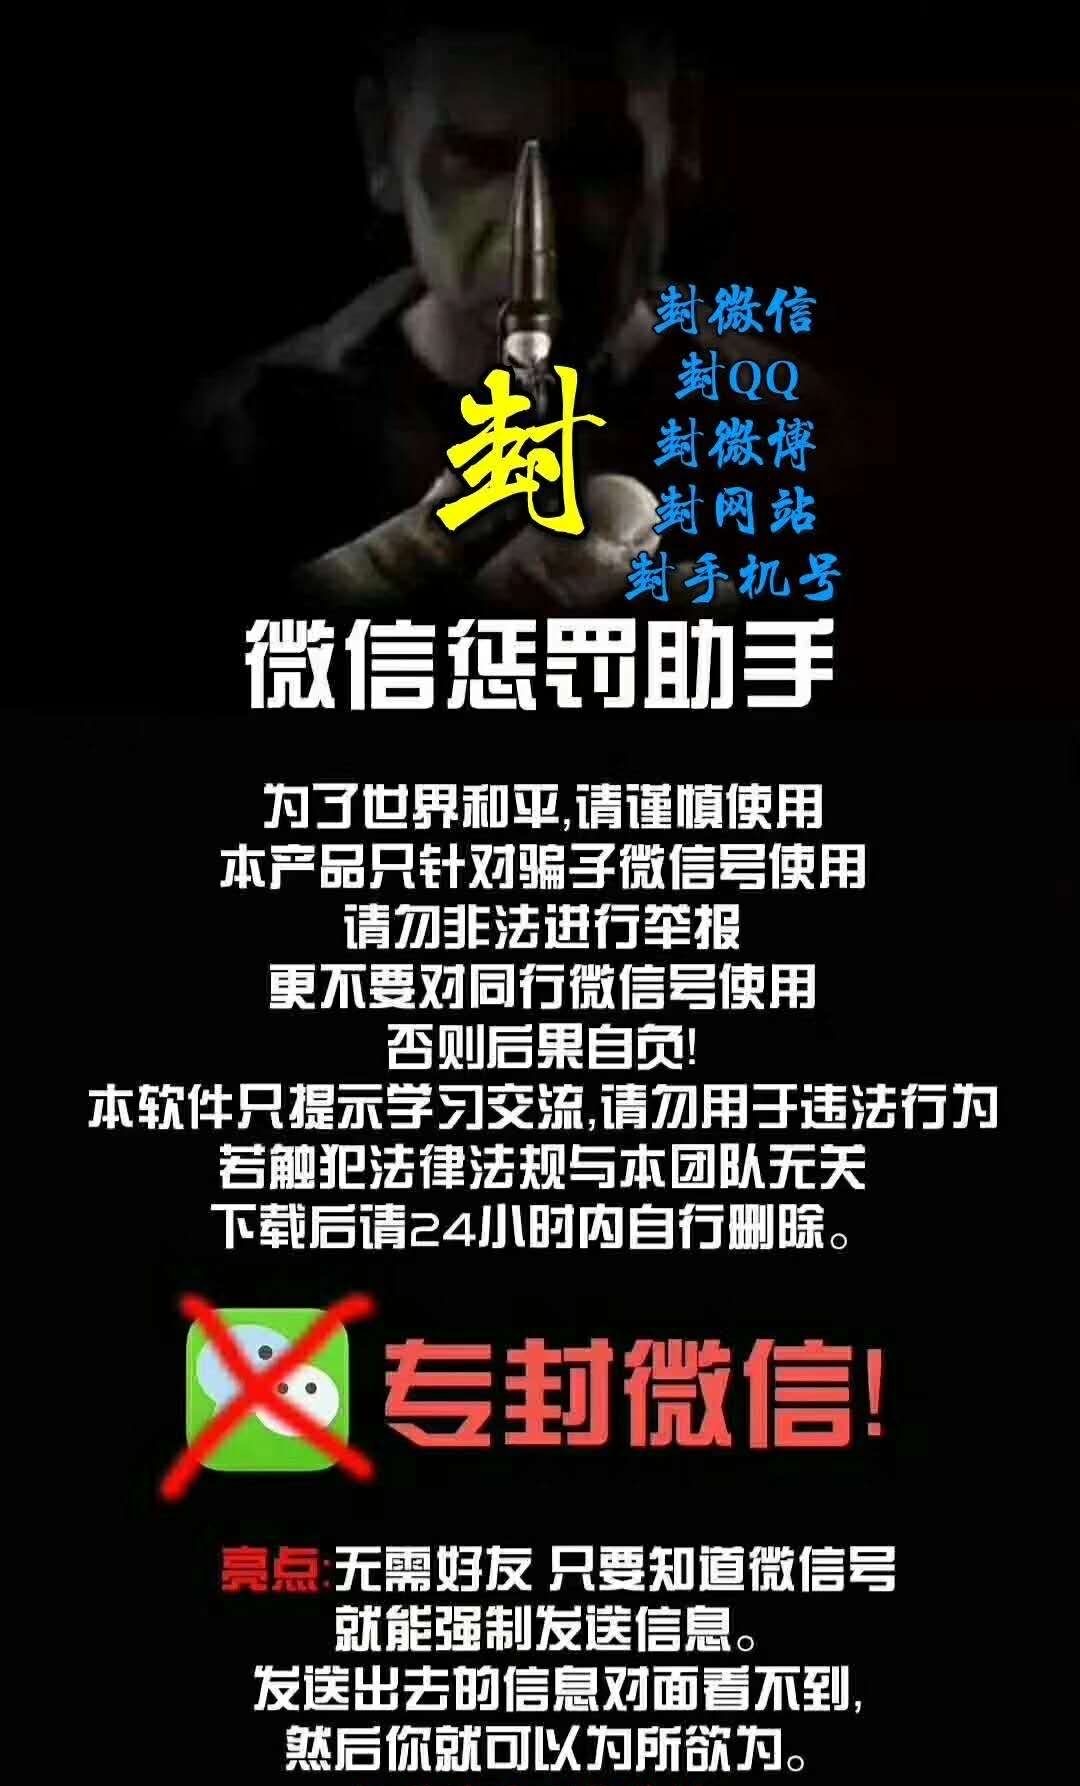 封
封微信
封QQ
封微博
封网站
封手机号
微信惩罚助手
为了世界和平,请谨慎使用
本产品只针对骗子微信号使用
请勿非法进行举报
更不要对同行微信号使用
否则后果自负!
本软件只提示学习交流,请勿用于违法行为
若触犯法律法规与本团队无关
下载后请24小时内自行删除。
专封微信!
亮点:无需好友 只要知道微信号
就能强制发送信息。
发送出去的信息对面看不到,
然后你就可以为所欲为。